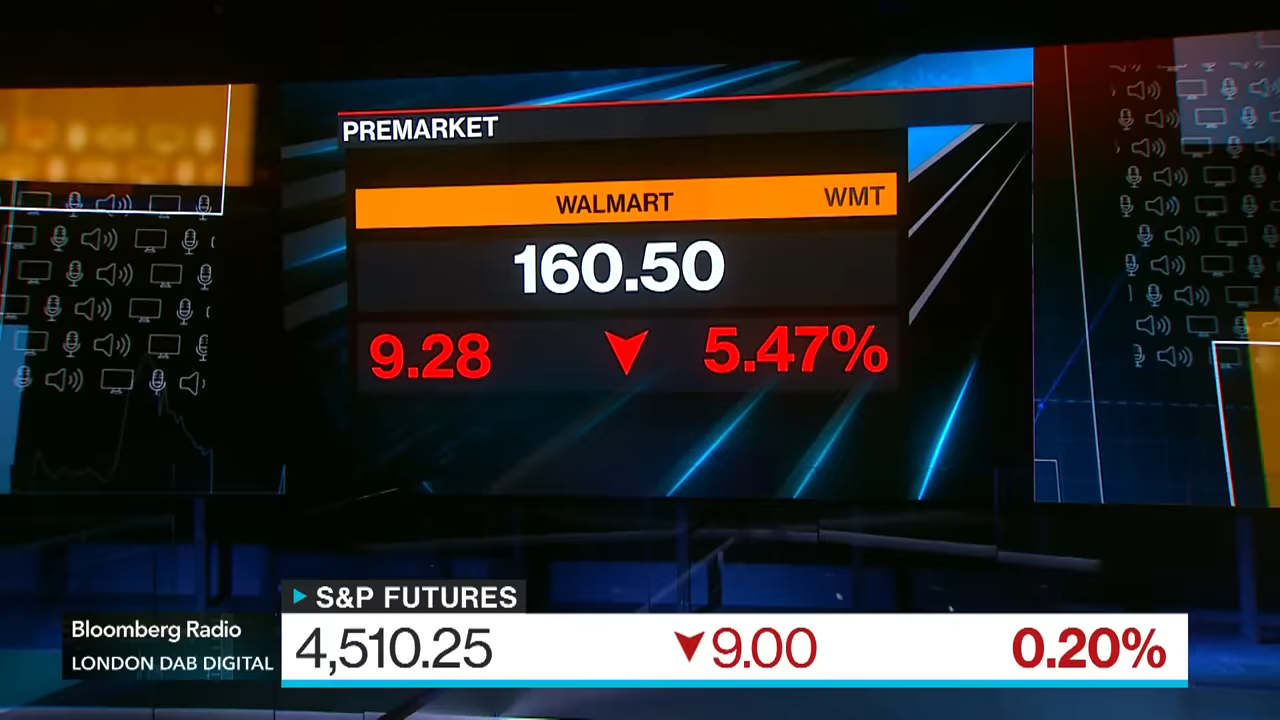 PREMARKET
WALMART WMT
160.50
9.28 5.47%
S&P FUTURES
4,510.25 9.00 0.20%
Bloomberg Radio
LONDON DAB DIGITAL